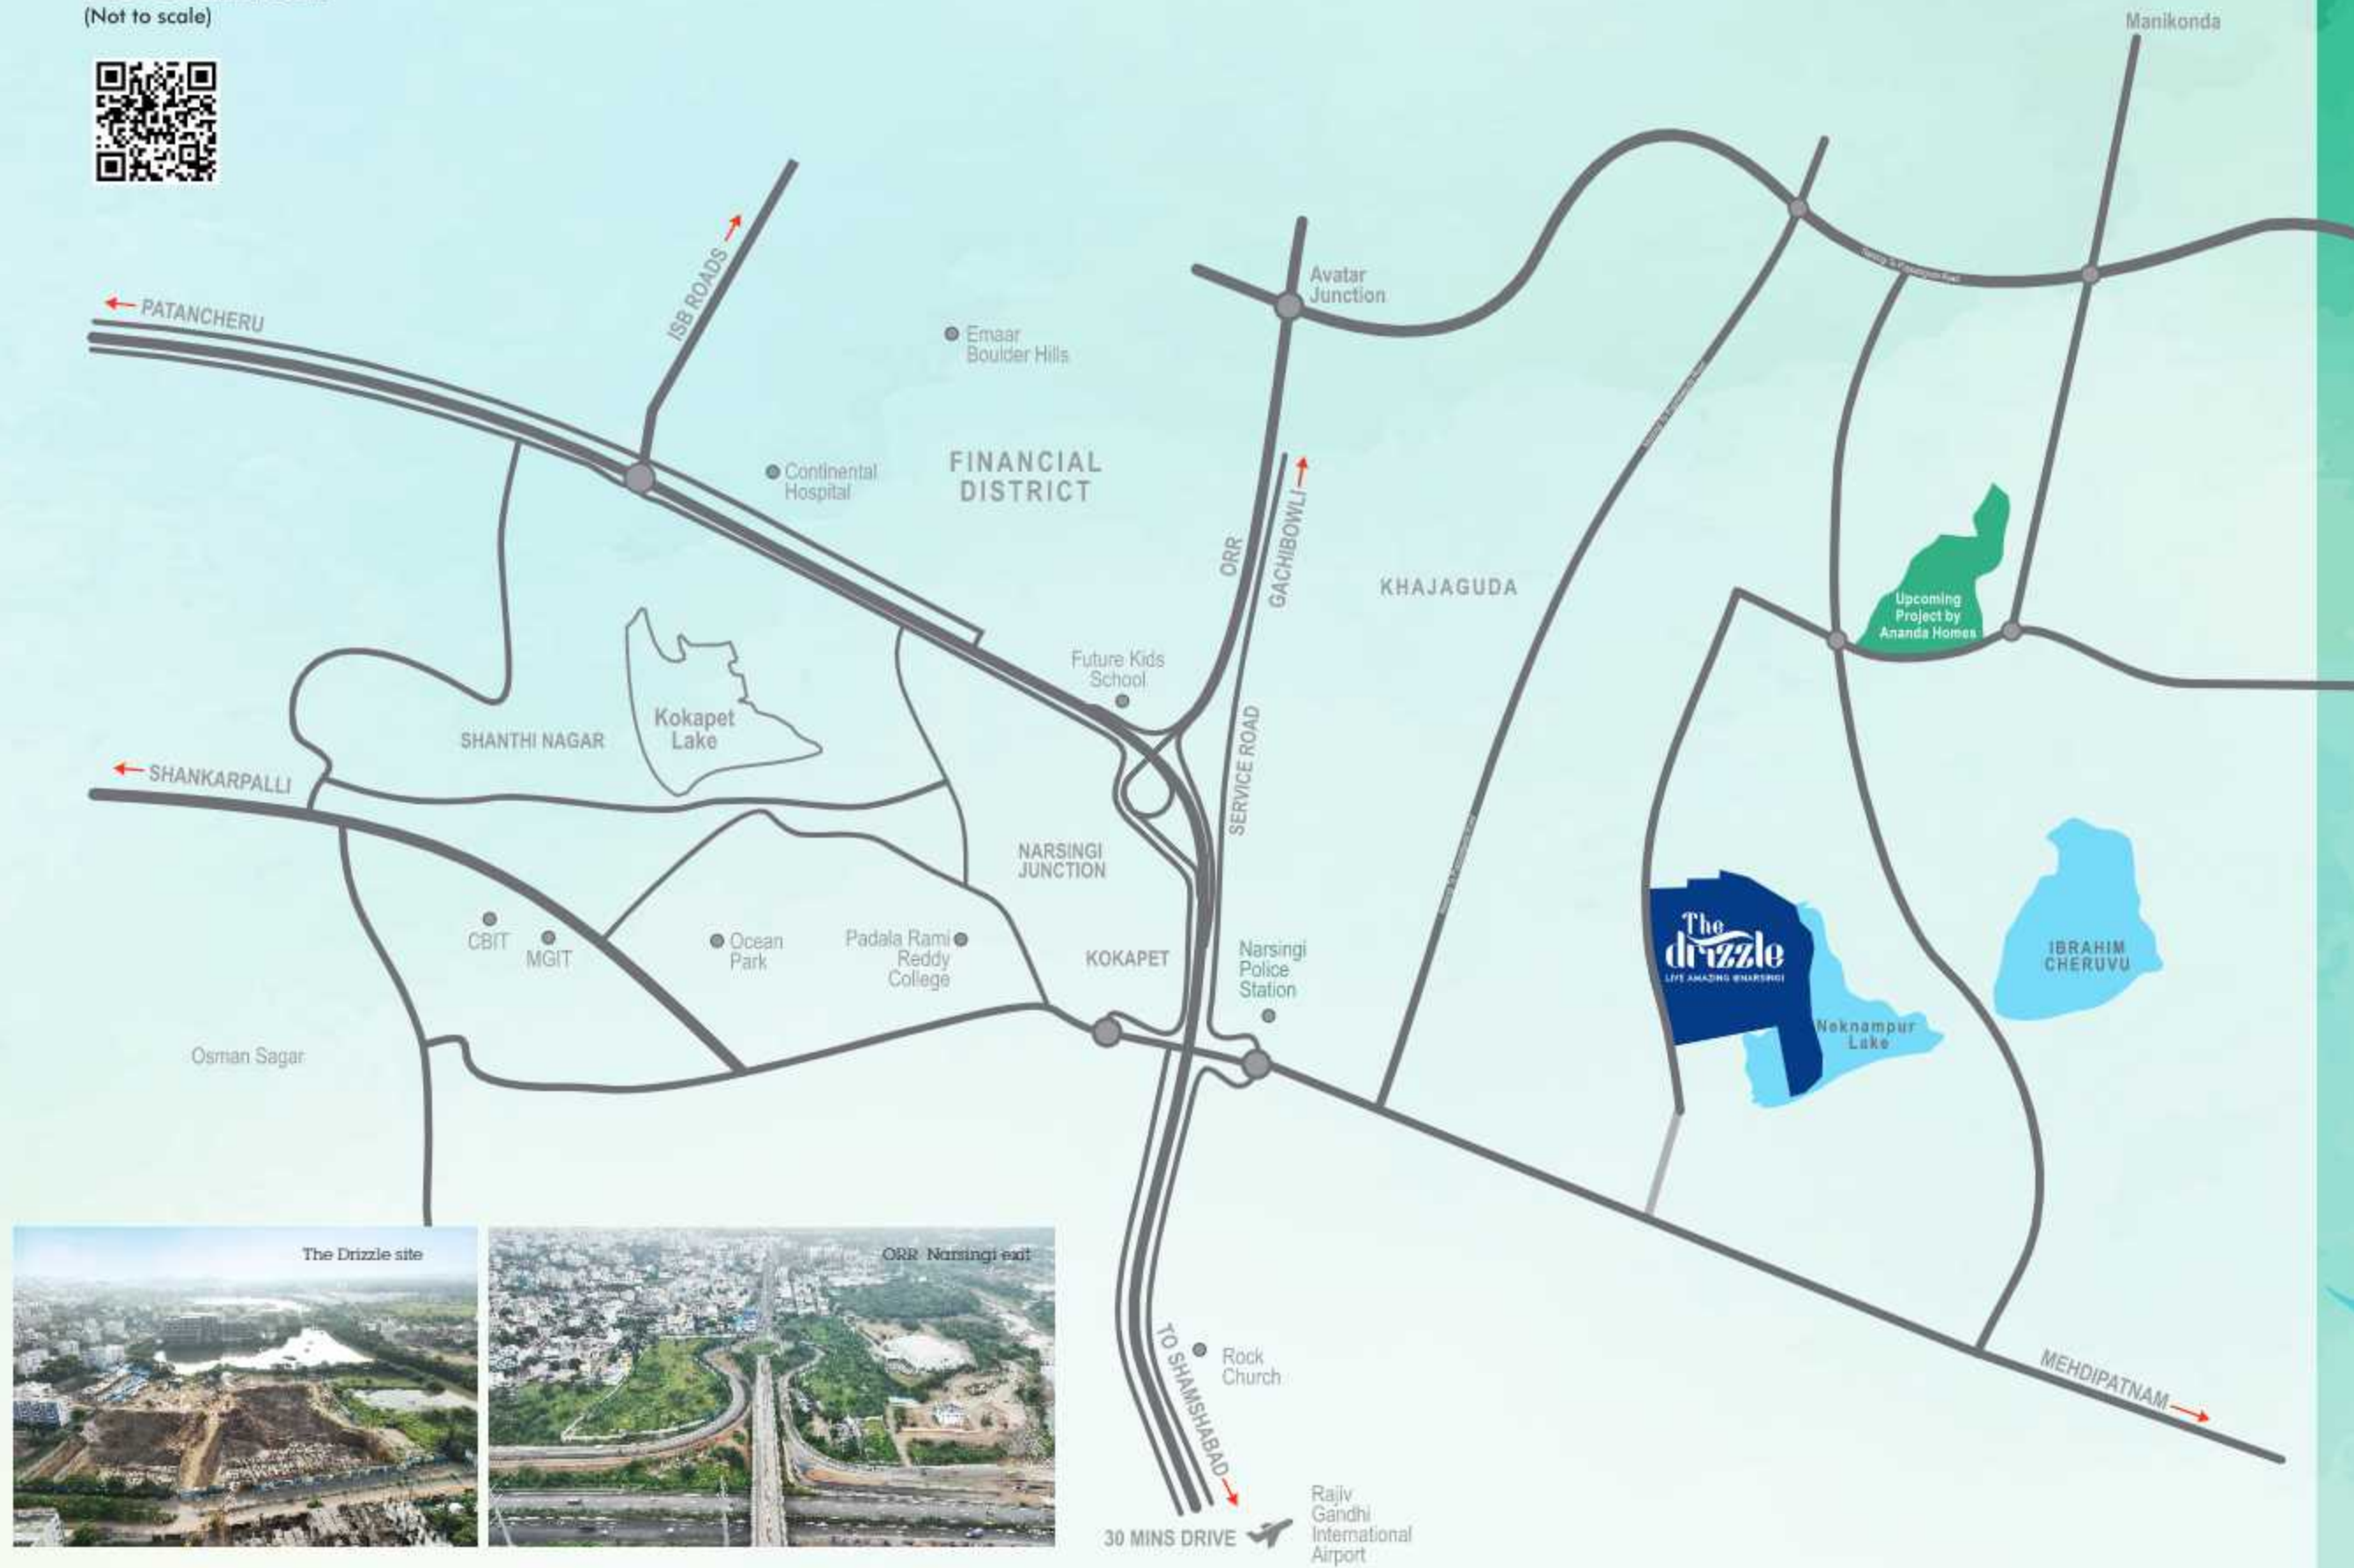 (Not to scale)
Manikonda
ISB ROADS
PATANCHERU
Avatar
Junction
Emaar
Boulder Hills
Continental
Hospital
FINANCIAL
DISTRICT
ORR
GACHIBOWLI
KHAJAGUDA
Upcoming
Project by
Ananda Homes
Future Kids
School
Kokapet
Lake
SHANTHI NAGAR
SERVICE ROAD
SHANKARPALLI
NARSINGI
JUNCTION
CBIT
MGIT
Ocean
Park
Padala Rami
Reddy
College
KOKAPET
Narsingi
Police
Station
The
drizzle
LIVE AMAZING @NARSINGI
IBRAHIM
CHERUVU
Neknampur
Lake
Osman Sagar
The Drizzle site
ORR Narsingi exit
TO SHAMSHABAD
Rock
Church
MEHDIPATNAM
30 MINS DRIVE
Rajiv
Gandhi
International
Airport